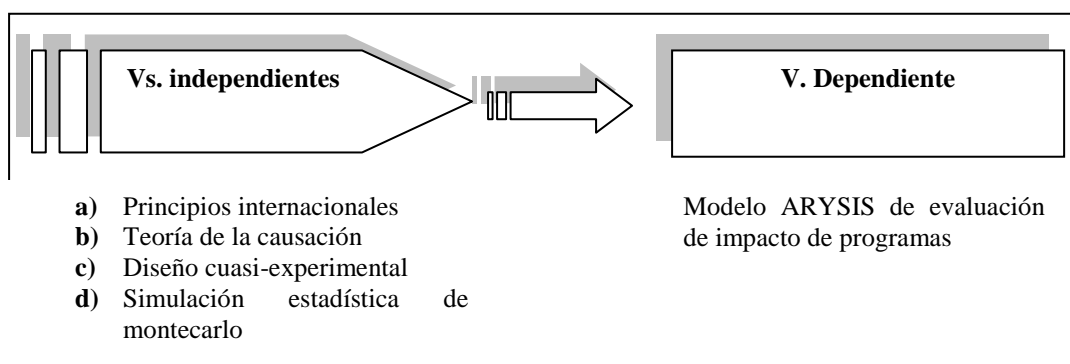 Vs. independientes
V. Dependiente
a) Principios internacionales
b) Teoría de la causación
c) Diseño cuasi-experimental
d) Simulación estadística de
montecarlo
Modelo ARYSIS de evaluación
de impacto de programas